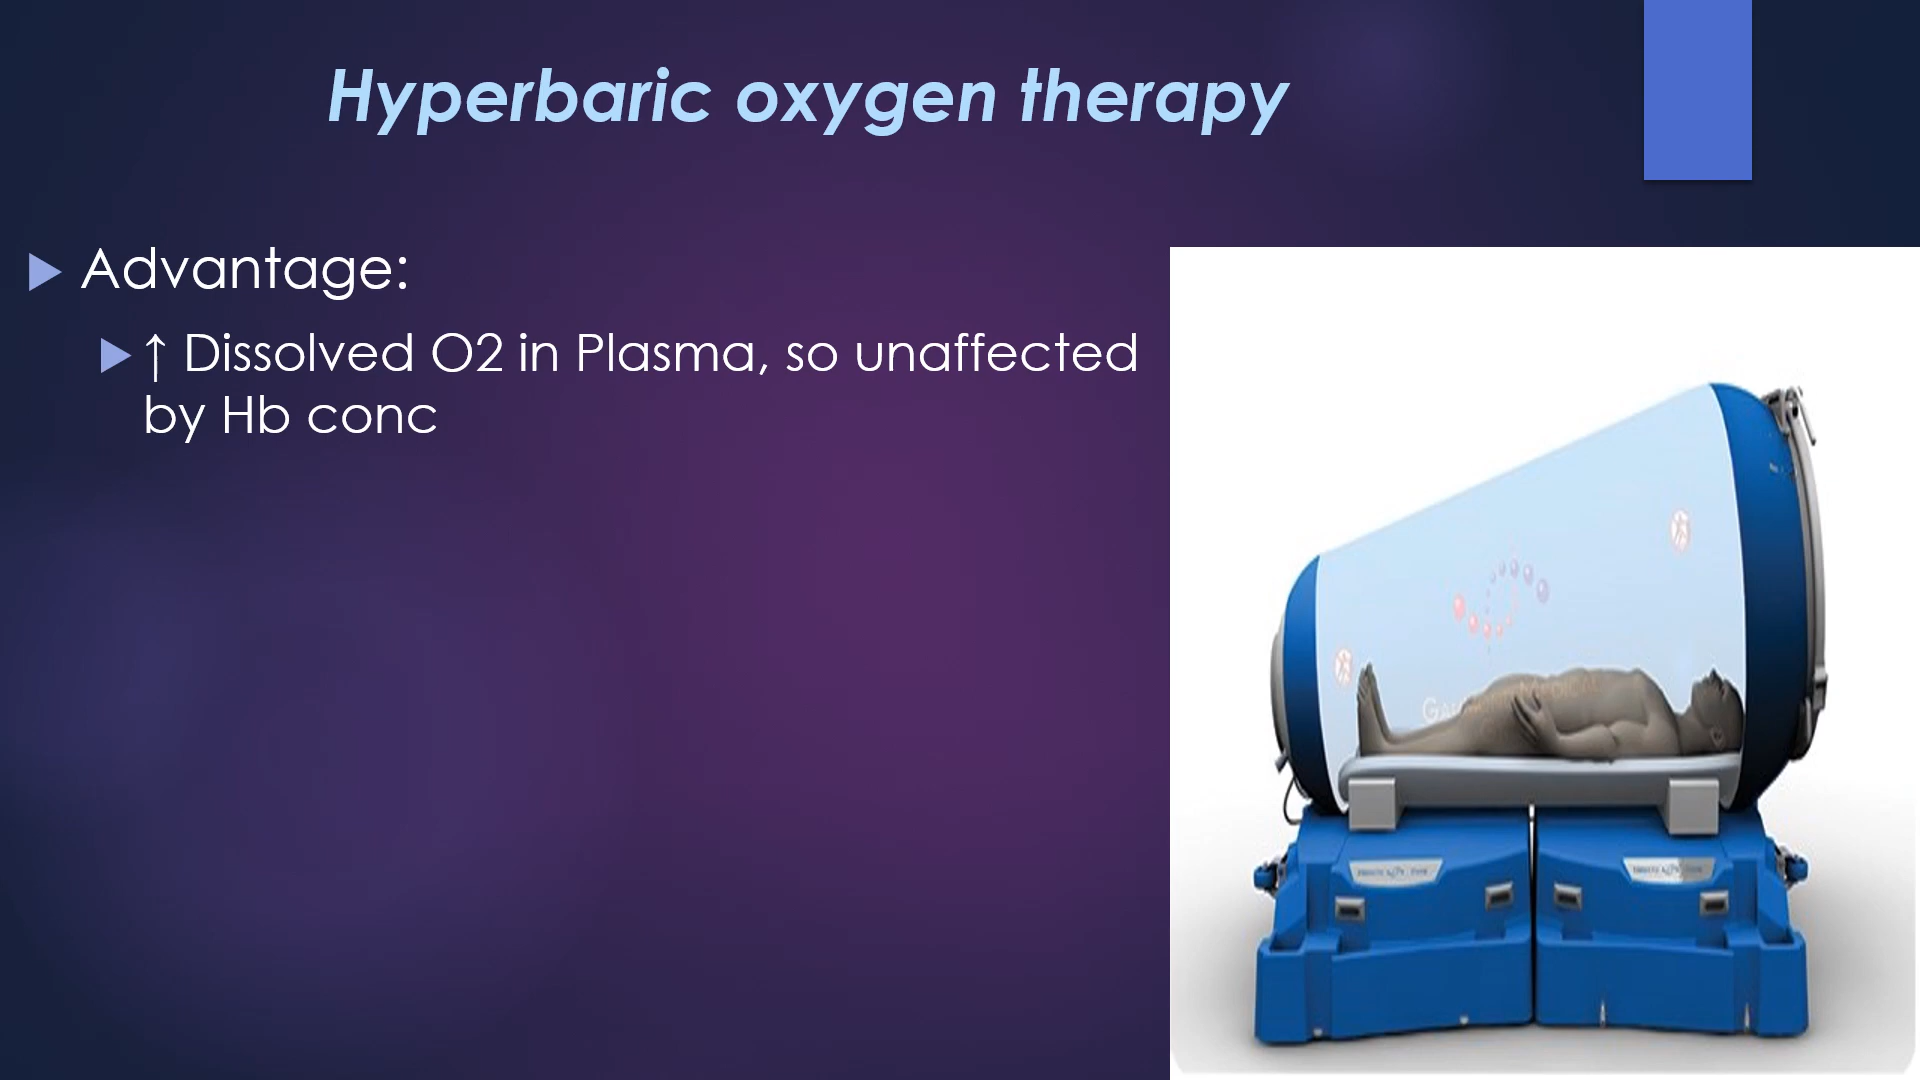 Hyperbaric oxygen therapy
Advantage:
↑ Dissolved O2 in Plasma, so unaffected
by Hb conc